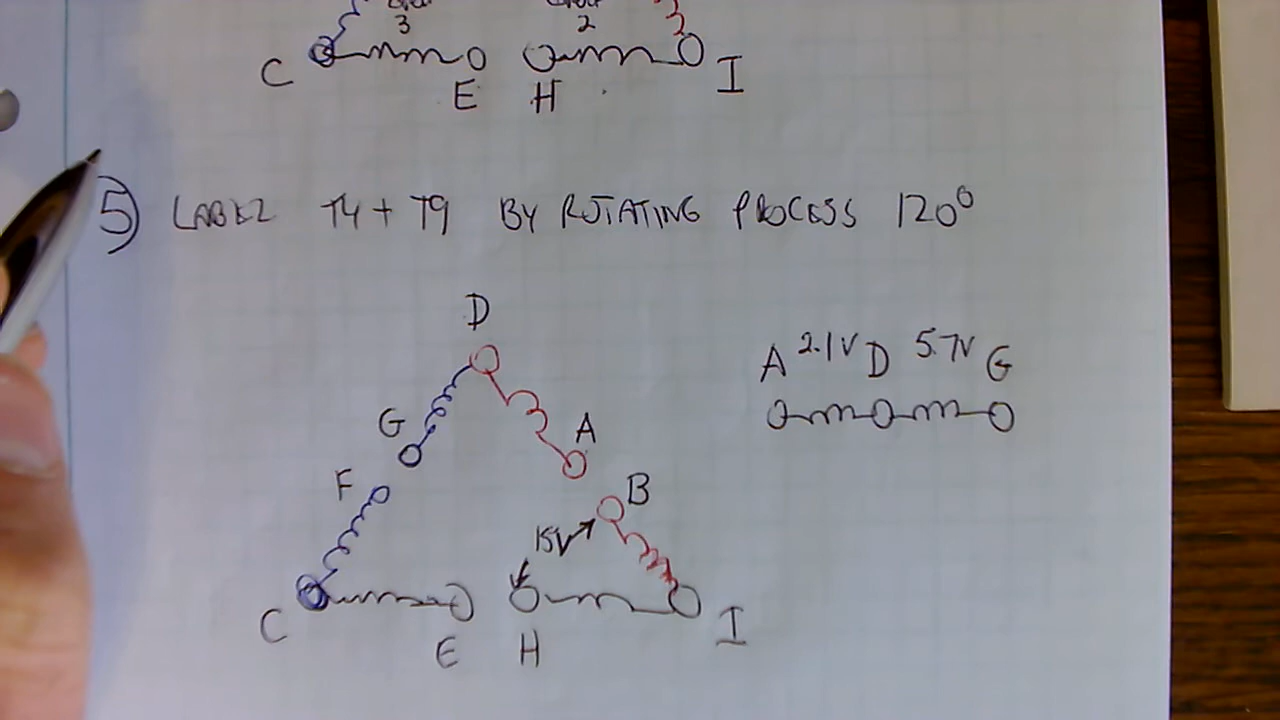 3 2
C E H I
5) LABEL T4 + T9 BY ROTATING PROCESS 120°
D
A 2.1V D 5.7V G
G A
F B
15V
C E H I